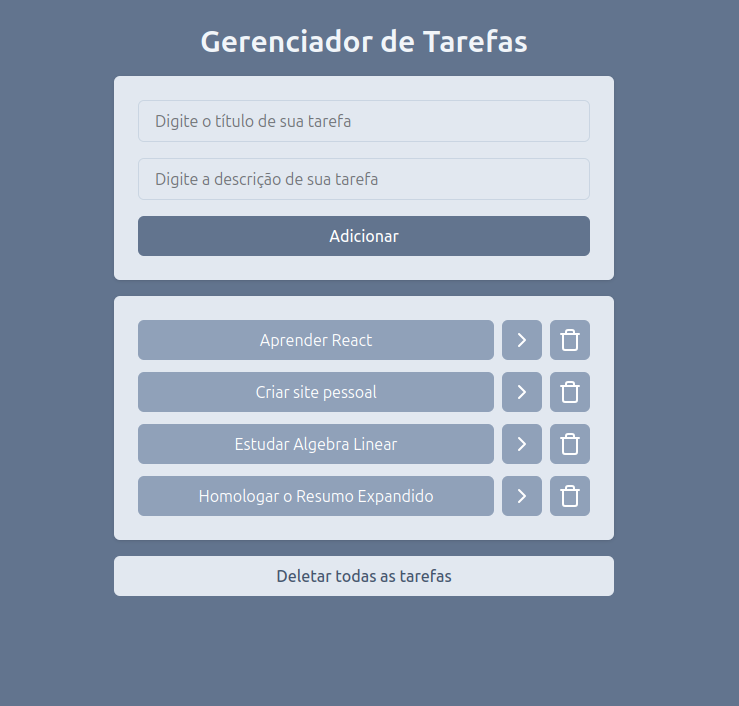 Gerenciador de Tarefas
Digite o título de sua tarefa
Digite a descrição de sua tarefa
Adicionar
Aprender React
Criar site pessoal
Estudar Algebra Linear
Homologar o Resumo Expandido
Deletar todas as tarefas